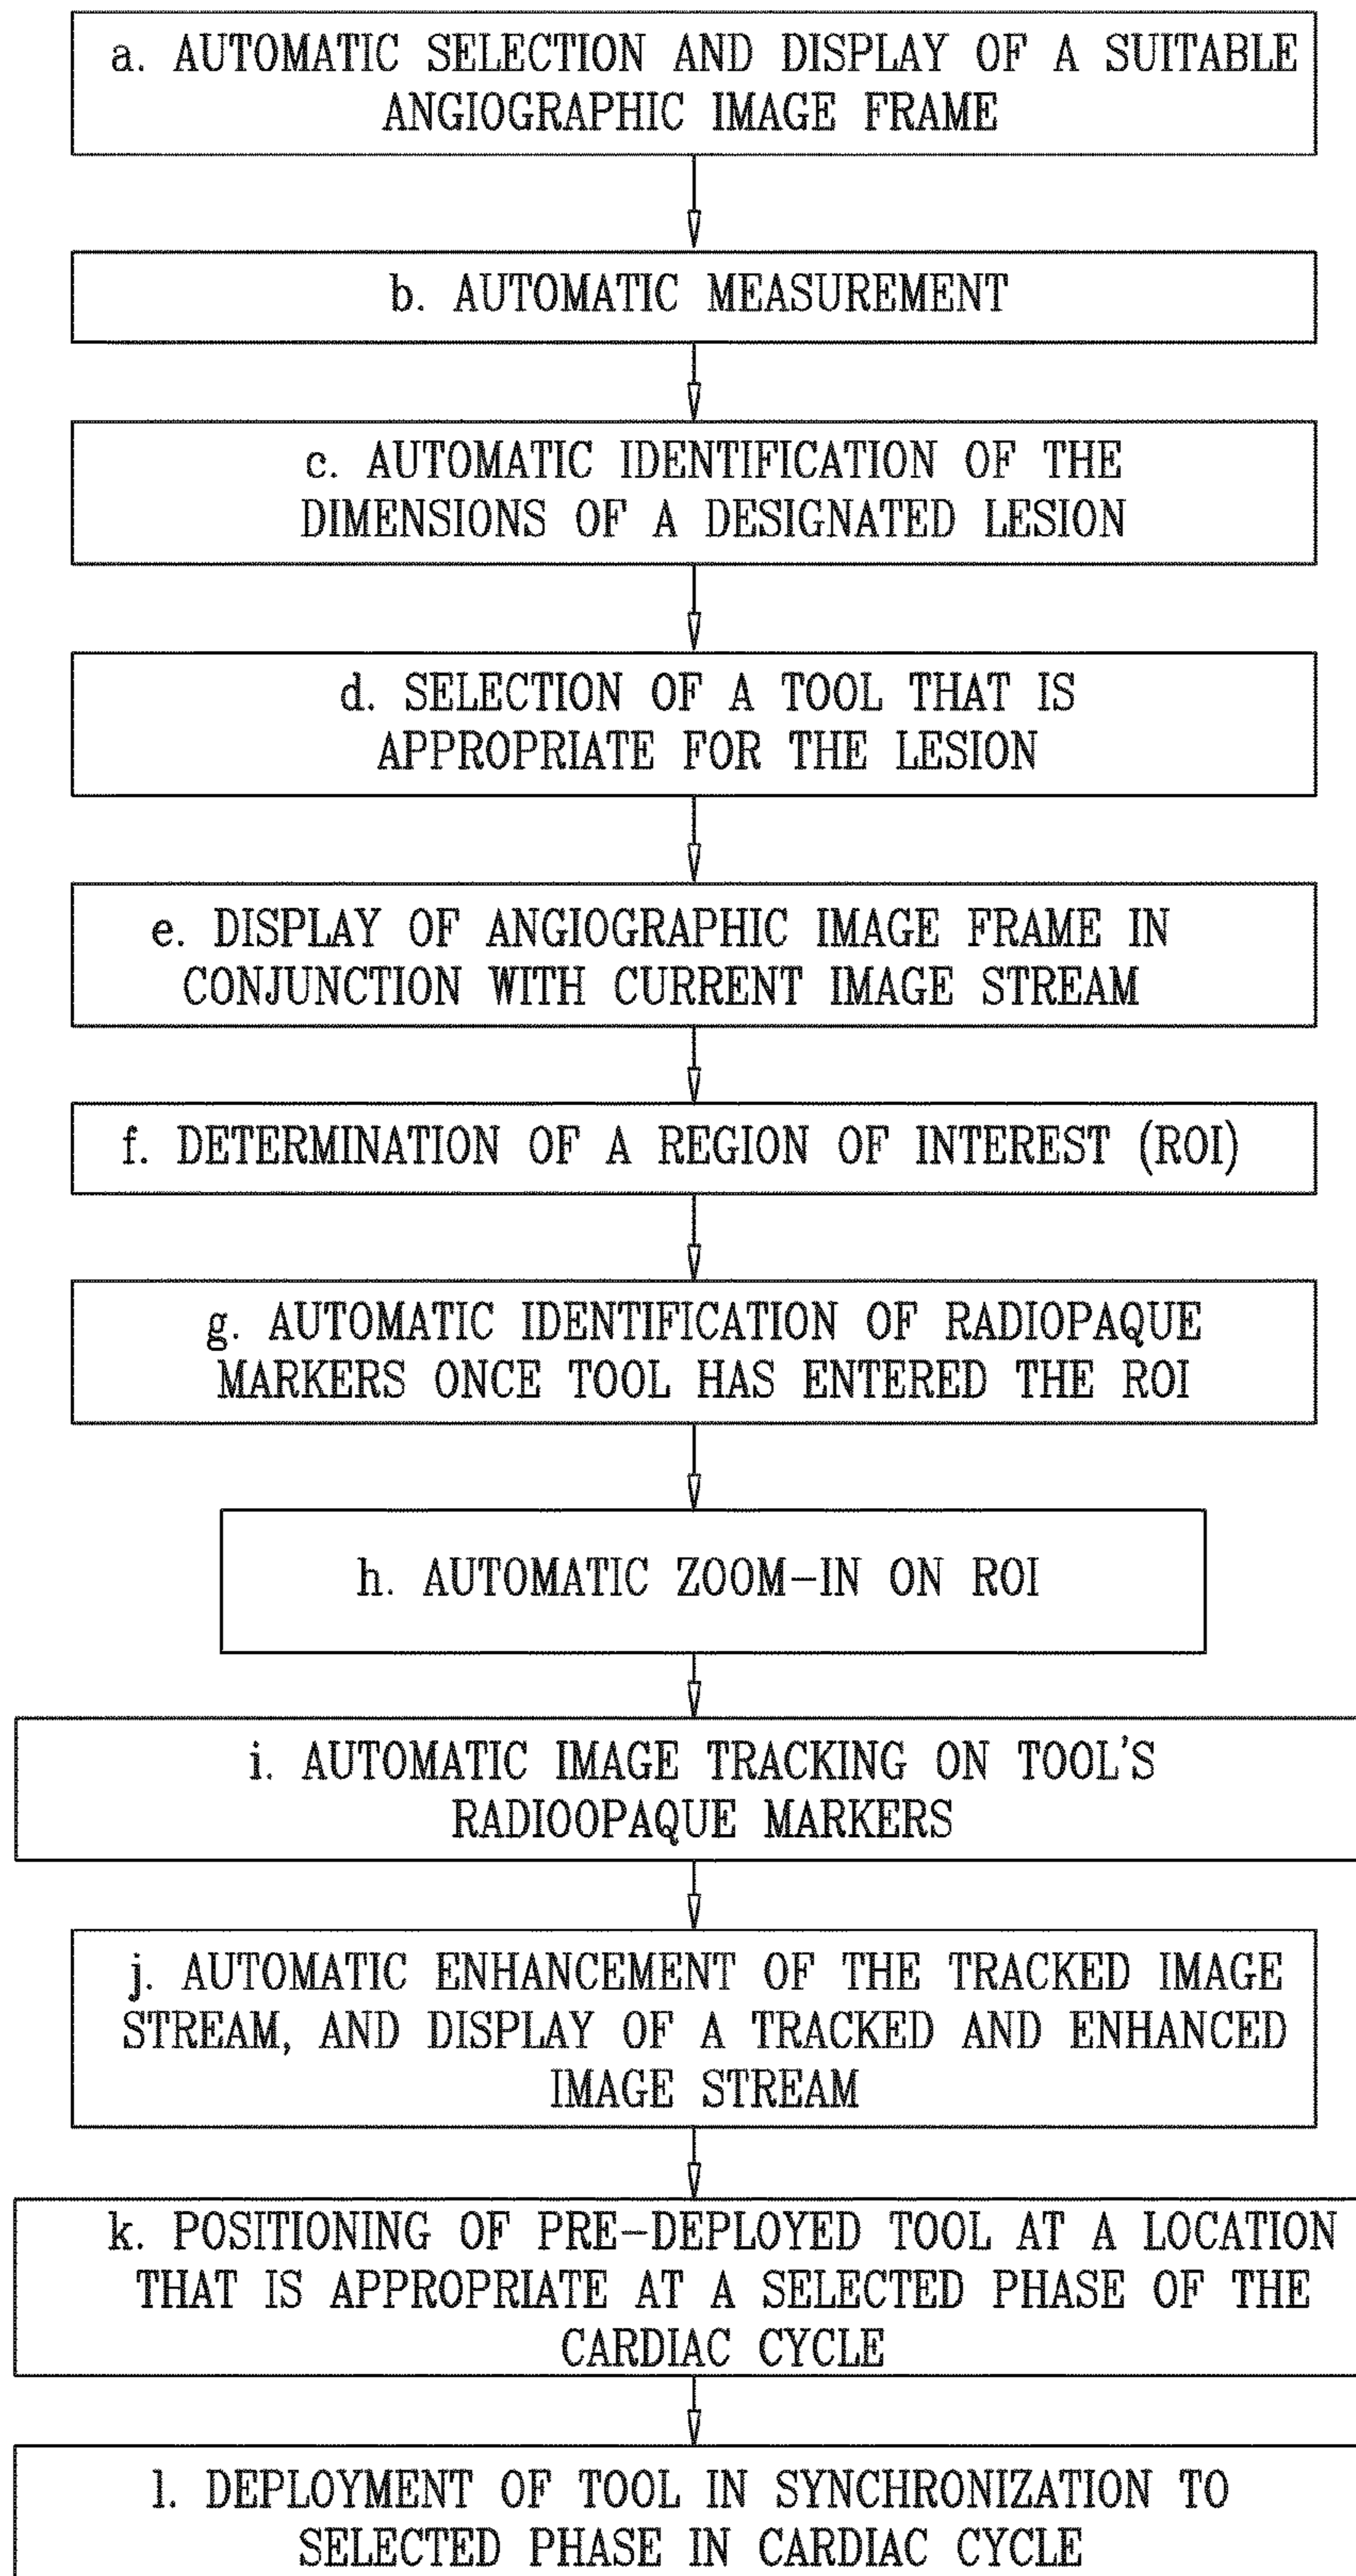 a. AUTOMATIC SELECTION AND DISPLAY OF A SUITABLE
ANGIOGRAPHIC IMAGE FRAME
b. AUTOMATIC MEASUREMENT
c. AUTOMATIC IDENTIFICATION OF THE
DIMENSIONS OF A DESIGNATED LESION
d. SELECTION OF A TOOL THAT IS
APPROPRIATE FOR THE LESION
e. DISPLAY OF ANGIOGRAPHIC IMAGE FRAME IN
CONJUNCTION WITH CURRENT IMAGE STREAM
f. DETERMINATION OF A REGION OF INTEREST (ROI)
g. AUTOMATIC IDENTIFICATION OF RADIOPAQUE
MARKERS ONCE TOOL HAS ENTERED THE ROI
h. AUTOMATIC ZOOM-IN ON ROI
i. AUTOMATIC IMAGE TRACKING ON TOOL'S
RADIOOPAQUE MARKERS
j. AUTOMATIC ENHANCEMENT OF THE TRACKED IMAGE
STREAM, AND DISPLAY OF A TRACKED AND ENHANCED
IMAGE STREAM
k. POSITIONING OF PRE-DEPLOYED TOOL AT A LOCATION
THAT IS APPROPRIATE AT A SELECTED PHASE OF THE
CARDIAC CYCLE
l. DEPLOYMENT OF TOOL IN SYNCHRONIZATION TO
SELECTED PHASE IN CARDIAC CYCLE